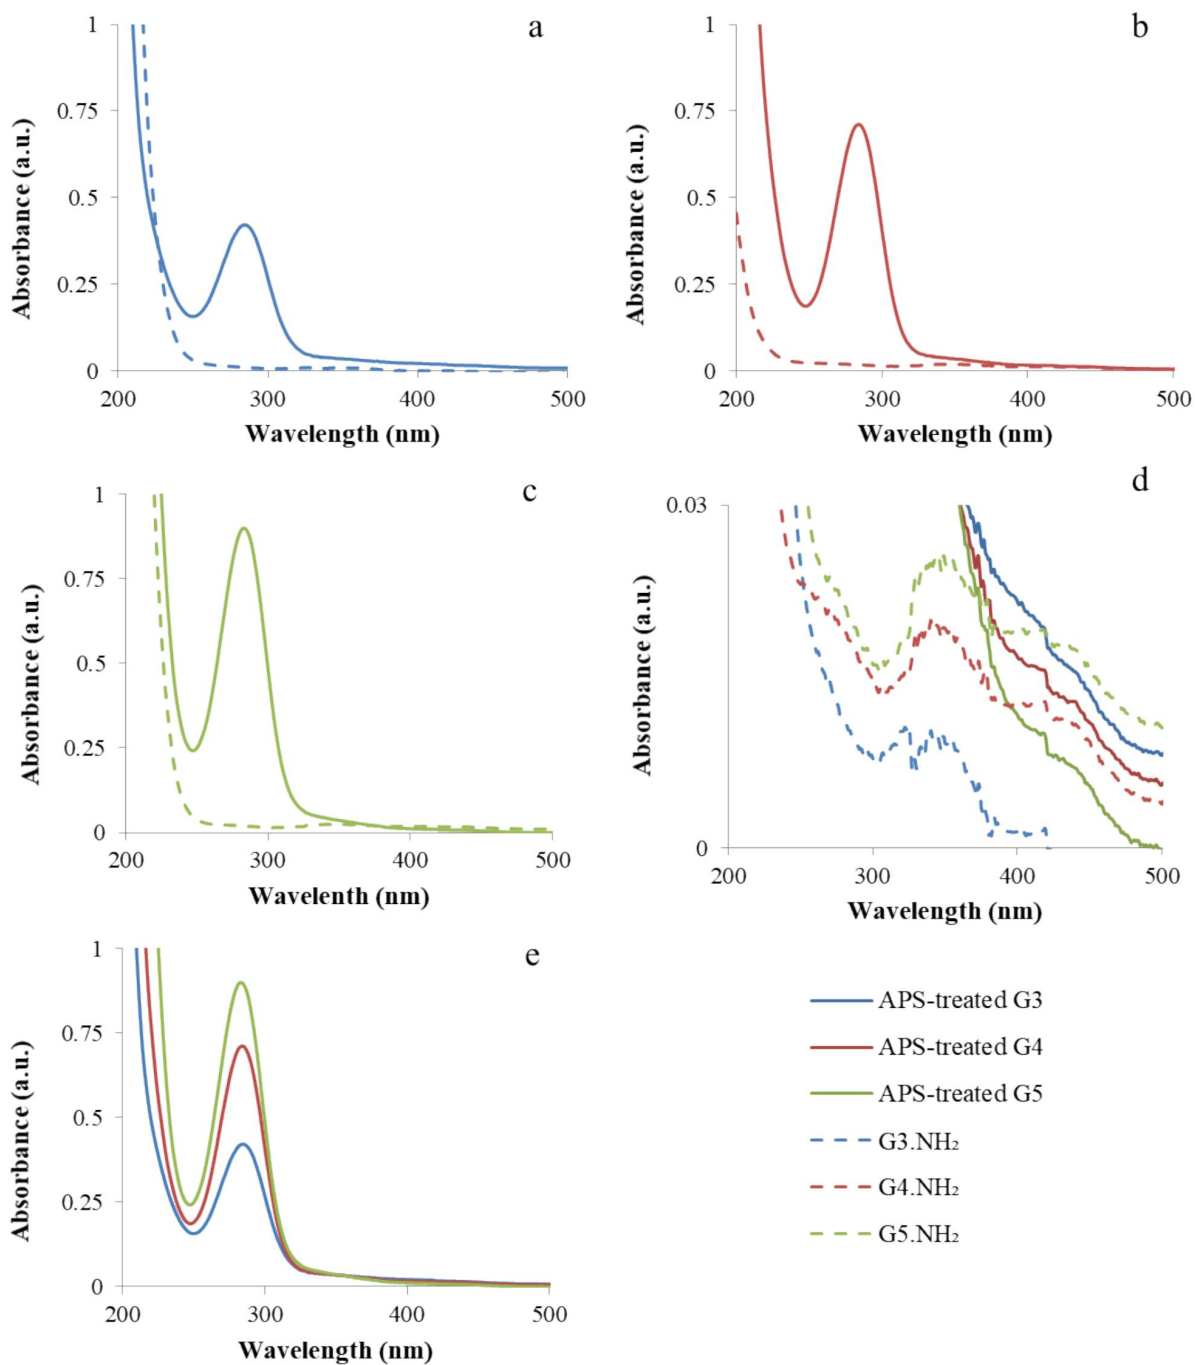 a
1
0.75
0.5
0.25
0
200 300 400 500
Absorbance (a.u.)
Wavelength (nm)
b
1
0.75
0.5
0.25
0
200 300 400 500
Absorbance (a.u.)
Wavelength (nm)
c
1
0.75
0.5
0.25
0
200 300 400 500
Absorbance (a.u.)
Wavelenth (nm)
d
0.03
0
200 300 400 500
Absorbance (a.u.)
Wavelength (nm)
e
1
0.75
0.5
0.25
0
200 300 400 500
Absorbance (a.u.)
Wavelength (nm)
APS-treated G3
APS-treated G4
APS-treated G5
G3.NH₂
G4.NH₂
G5.NH₂